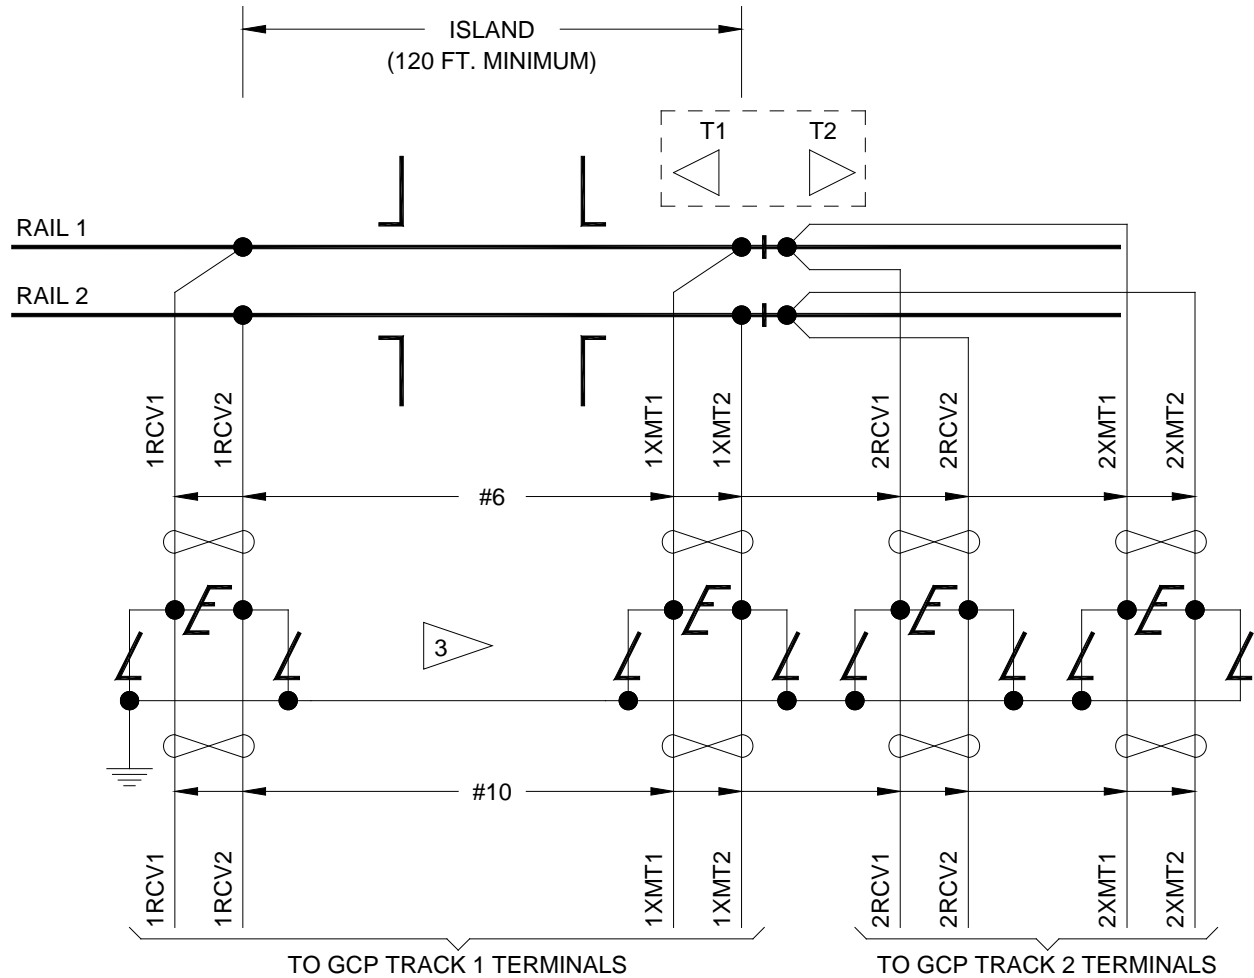 ISLAND
(120 FT. MINIMUM)
T1 T2
RAIL 1
RAIL 2
1RCV1 1RCV2 1XMT1 1XMT2 2RCV1 2RCV2 2XMT1 2XMT2
#6
3
#10
1RCV1 1RCV2 1XMT1 1XMT2 2RCV1 2RCV2 2XMT1 2XMT2
TO GCP TRACK 1 TERMINALS TO GCP TRACK 2 TERMINALS